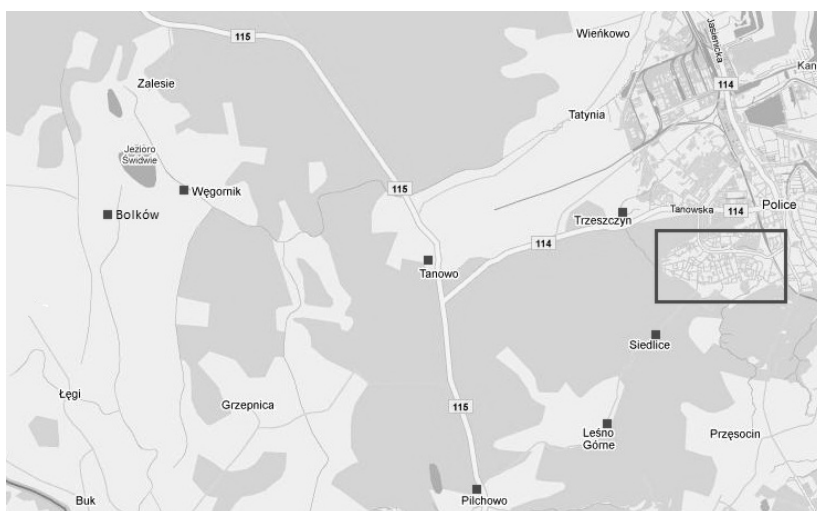 Wieńkowo
Jasienicka
115
Kan
Zalesie
114
Tatynia
Jezioro
Świdwie
115
Węgornik
Police
Tanowska
114
Bolków
Trzeszczyn
114
Tanowo
Siedlice
Łęgi
Grzepnica
115
Leśno
Górne
Przęsocin
Buk
Pilchowo